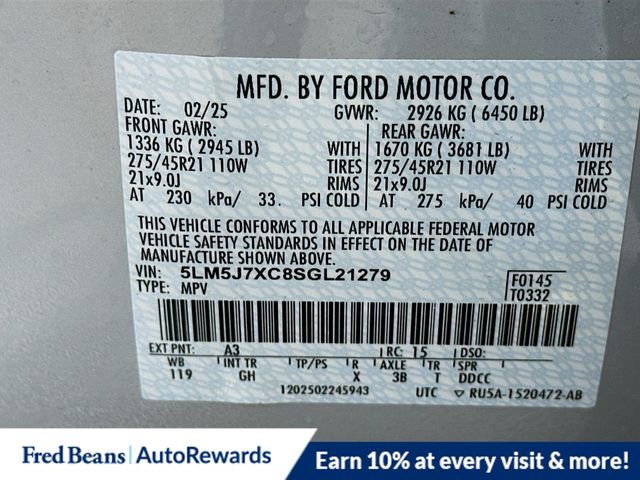 MFD. BY FORD MOTOR CO.
DATE: 02/25 GVWR: 2926 KG ( 6450 LB)
FRONT GAWR: REAR GAWR:
1336 KG ( 2945 LB) WITH 1670 KG ( 3681 LB) WITH
275/45R21 110W TIRES 275/45R21 110W TIRES
21x9.0J RIMS 21x9.0J RIMS
AT 230 kPa/ 33. PSI COLD AT 275 kPa/ 40 PSI COLD
THIS VEHICLE CONFORMS TO ALL APPLICABLE FEDERAL MOTOR
VEHICLE SAFETY STANDARDS IN EFFECT ON THE DATE OF
MANUFACTURE SHOWN ABOVE.
VIN: 5LM5J7XC8SGL21279 F0145
TYPE: MPV T0332
EXT PNT: A3 RC: 15 DSO:
WB INT TR TP/PS R AXLE TR SPR
119 GH X 3B T DDCC
1202502245943 UTC ▽ RU5A-1520472-AB
Fred Beans | AutoRewards Earn 10% at every visit & more!